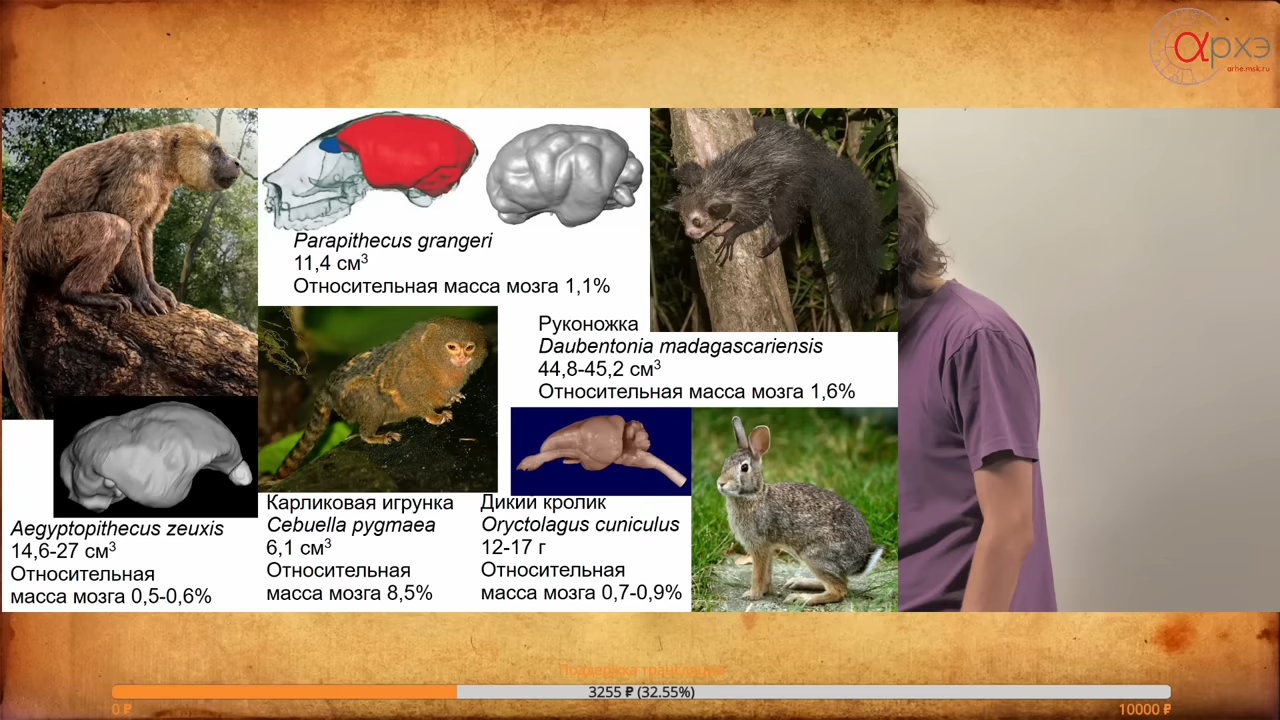 αрхэ
arhe.msk.ru
Parapithecus grangeri
11,4 см³
Относительная масса мозга 1,1%
Руконожка
Daubentonia madagascariensis
44,8-45,2 см³
Относительная масса мозга 1,6%
Aegyptopithecus zeuxis
14,6-27 см³
Относительная
масса мозга 0,5-0,6%
Карликовая игрунка
Cebuella pygmaea
6,1 см³
Относительная
масса мозга 8,5%
Дикий кролик
Oryctolagus cuniculus
12-17 г
Относительная
масса мозга 0,7-0,9%
Поддержка трансляции
3255 ₽ (32.55%)
0 ₽
10000 ₽